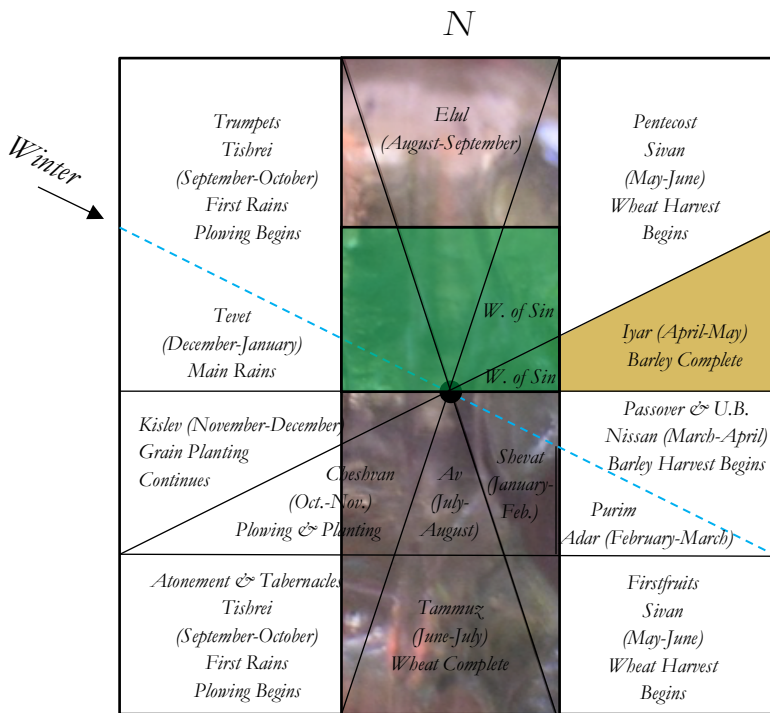 N
Winter
Trumpets
Tishrei
(September-October)
First Rains
Plowing Begins
Elul
(August-September)
Pentecost
Sivan
(May-June)
Wheat Harvest
Begins
Tevet
(December-January)
Main Rains
W. of Sin
W. of Sin
Iyar (April-May)
Barley Complete
Kislev (November-December)
Grain Planting
Continues
Cheshvan
(Oct.-Nov.)
Plowing & Planting
Av
(July-
August)
Shevat
(January-
Feb.)
Passover & U.B.
Nissan (March-April)
Barley Harvest Begins
Purim
Adar (February-March)
Atonement & Tabernacles
Tishrei
(September-October)
First Rains
Plowing Begins
Tammuz
(June-July)
Wheat Complete
Firstfruits
Sivan
(May-June)
Wheat Harvest
Begins